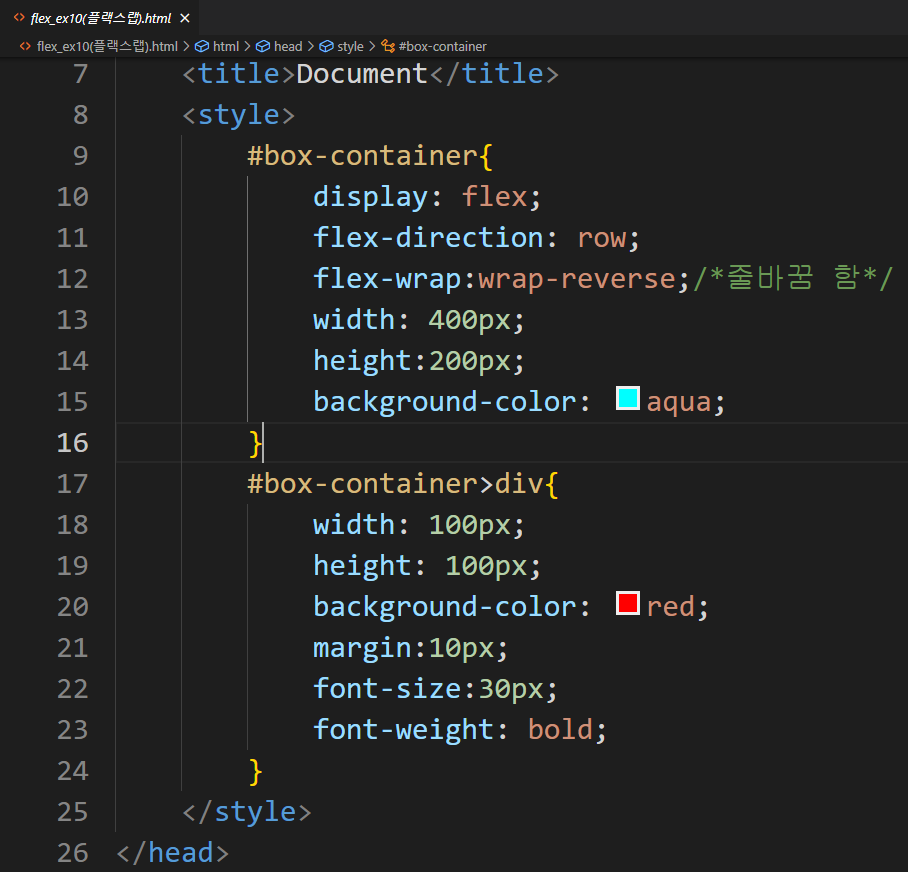 flex_ex10(플랙스랩).html ×
flex_ex10(플랙스랩).html > html > head > style > #box-container
7 <title>Document</title>
8 <style>
9 #box-container{
10 display: flex;
11 flex-direction: row;
12 flex-wrap:wrap-reverse;/*줄바꿈 함*/
13 width: 400px;
14 height:200px;
15 background-color: aqua;
16 }
17 #box-container>div{
18 width: 100px;
19 height: 100px;
20 background-color: red;
21 margin:10px;
22 font-size:30px;
23 font-weight: bold;
24 }
25 </style>
26 </head>